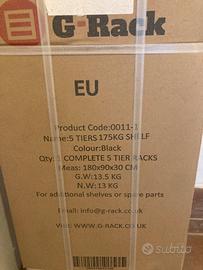 G-Rack
EU
Product Code:0011-1
Name:5 TIERS 175KG SHELF
Colour:Black
Qty:1 COMPLETE 5 TIER RACKS
Meas: 180x90x30 CM
G.W:13.5 KG
N.W:13 KG
For additional shelves or spare parts
Email: info@g-rack.co.uk
Visit: WWW.G-RACK.CO.UK
subito